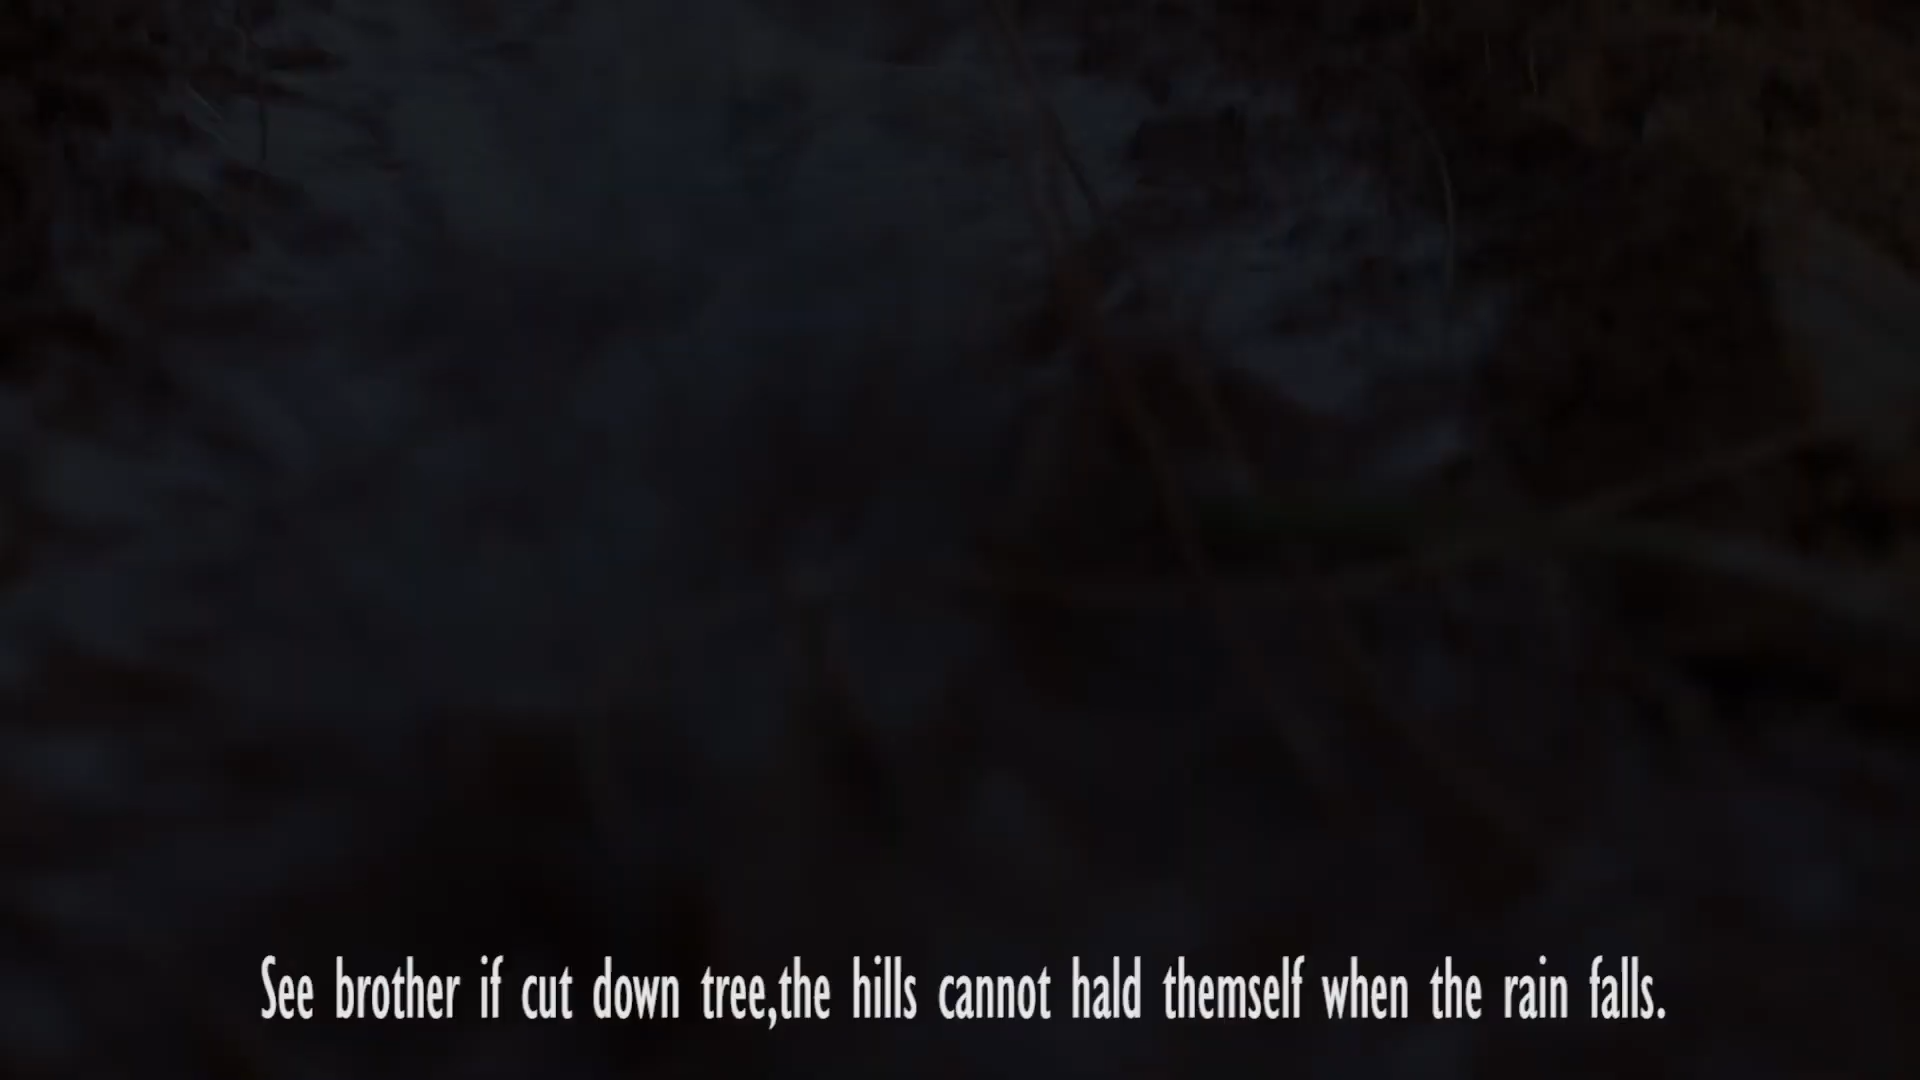 See brother if cut down tree,the hills cannot hald themself when the rain falls.